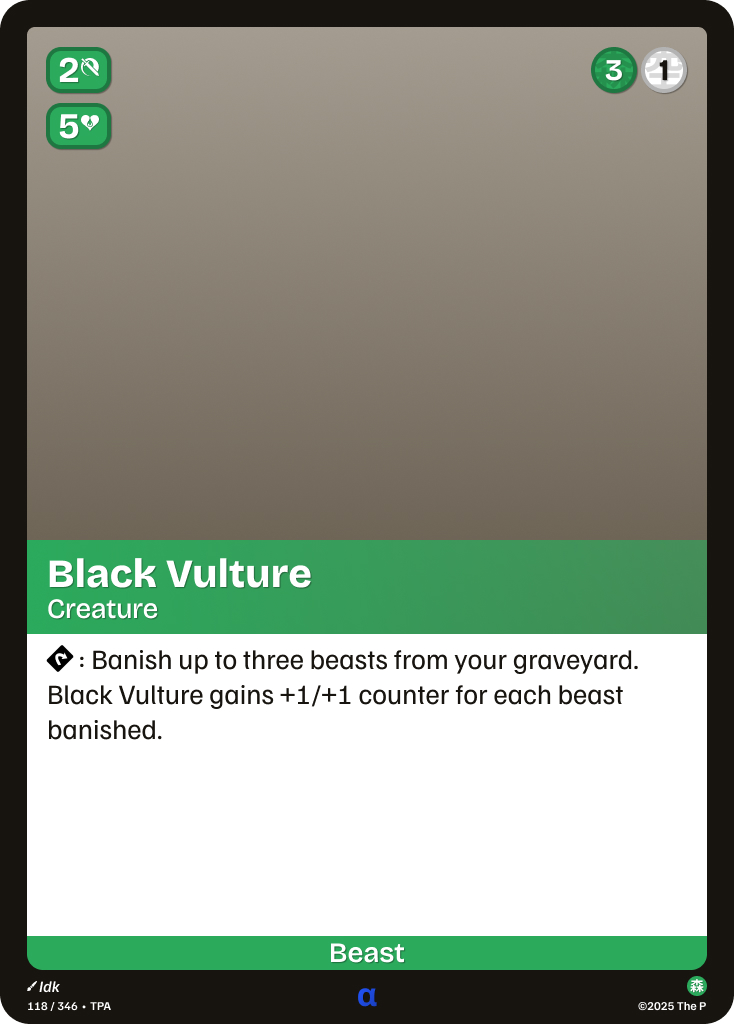 2
3 1
5
Black Vulture
Creature
: Banish up to three beasts from your graveyard.
Black Vulture gains +1/+1 counter for each beast
banished.
Beast
Idk
森
118 / 346 • TPA
α
©2025 The P